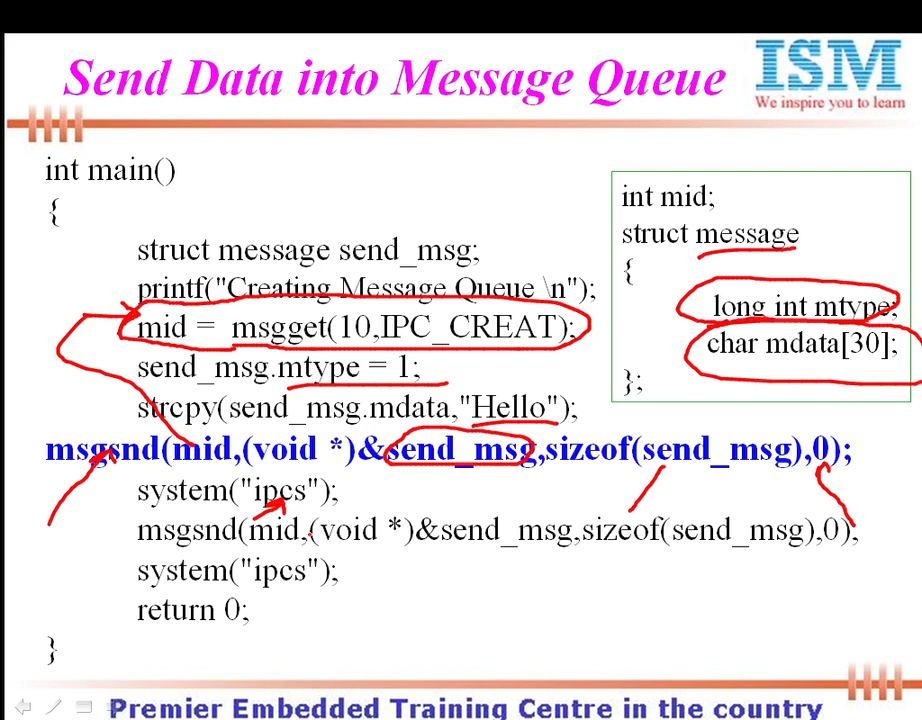 Send Data into Message Queue
ISM
We inspire you to learn
int main()
{
struct message send_msg;
printf("Creating Message Queue \n");
mid = msgget(10,IPC_CREAT);
send_msg.mtype = 1;
strcpy(send_msg.mdata,"Hello");
msgsnd(mid,(void *)&send_msg,sizeof(send_msg),0);
system("ipcs");
msgsnd(mid,(void *)&send_msg,sizeof(send_msg),0);
system("ipcs");
return 0;
}
int mid;
struct message
{
long int mtype;
char mdata[30];
};
Premier Embedded Training Centre in the country